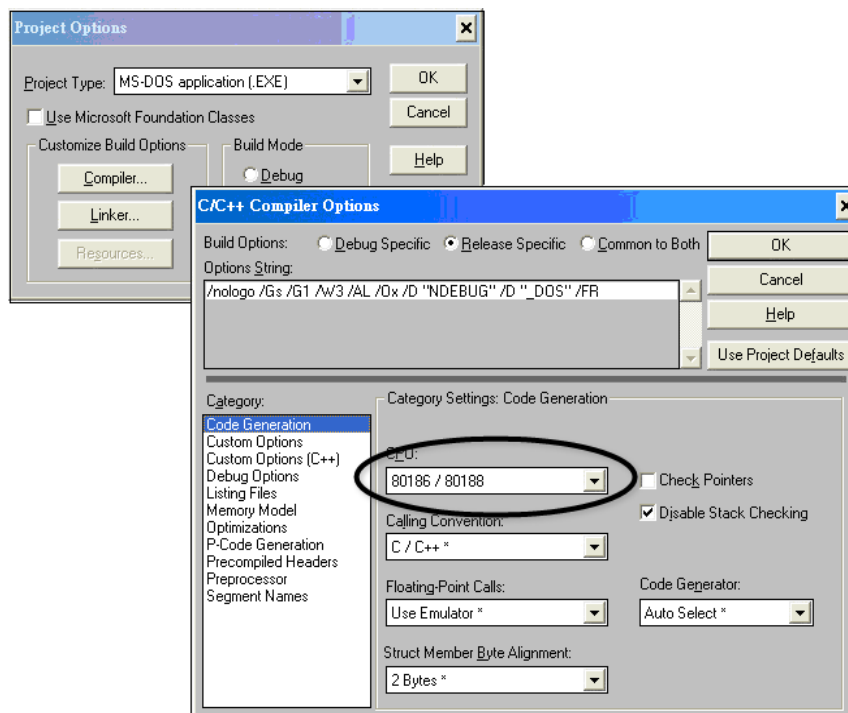 Project Options
Project Type: MS-DOS application (.EXE)
OK
Use Microsoft Foundation Classes
Cancel
Customize Build Options
Build Mode
Help
Compiler...
Debug
Linker...
Resources...
C/C++ Compiler Options
Build Options: Debug Specific Release Specific Common to Both
OK
Options String:
Cancel
/nologo /Gs /G1 /W3 /AL /Ox /D "NDEBUG" /D "_DOS" /FR
Help
Use Project Defaults
Category:
Code Generation
Custom Options
Custom Options (C++)
Debug Options
Listing Files
Memory Model
Optimizations
P-Code Generation
Precompiled Headers
Preprocessor
Segment Names
Category Settings: Code Generation
CPU:
80186 / 80188
Check Pointers
Disable Stack Checking
Calling Convention:
C / C++ *
Floating-Point Calls:
Code Generator:
Use Emulator *
Auto Select *
Struct Member Byte Alignment:
2 Bytes *